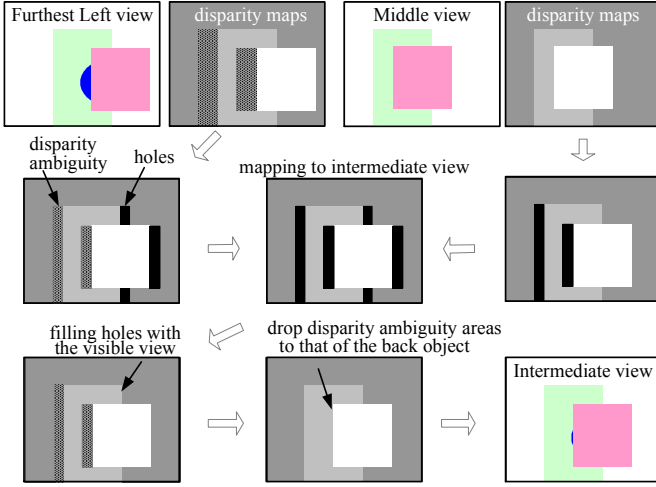 Furthest Left view
disparity maps
Middle view
disparity maps
disparity
ambiguity
holes
mapping to intermediate view
filling holes with
the visible view
drop disparity ambiguity areas
to that of the back object
Intermediate view